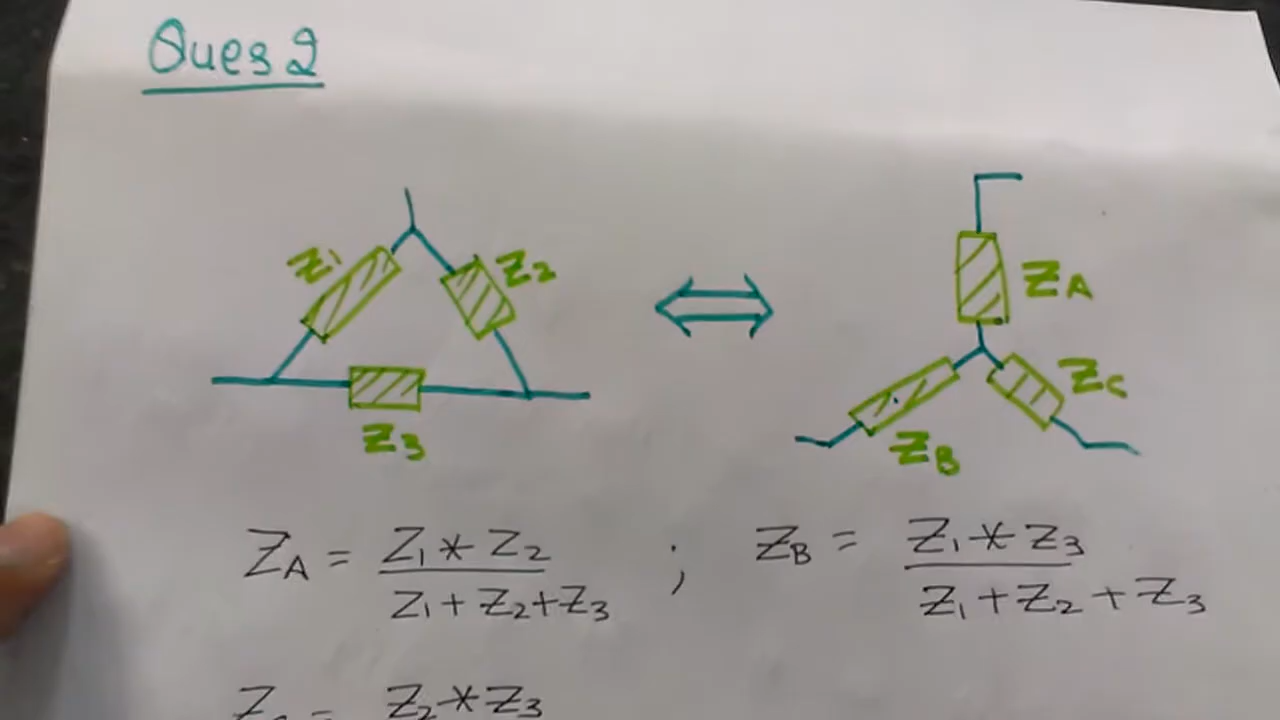 Ques 2
Z1
Z2
Z3
ZA
ZB
ZC
ZA = Z1 * Z2 / Z1 + Z2 + Z3 ; ZB = Z1 * Z3 / Z1 + Z2 + Z3
Z2 * Z3